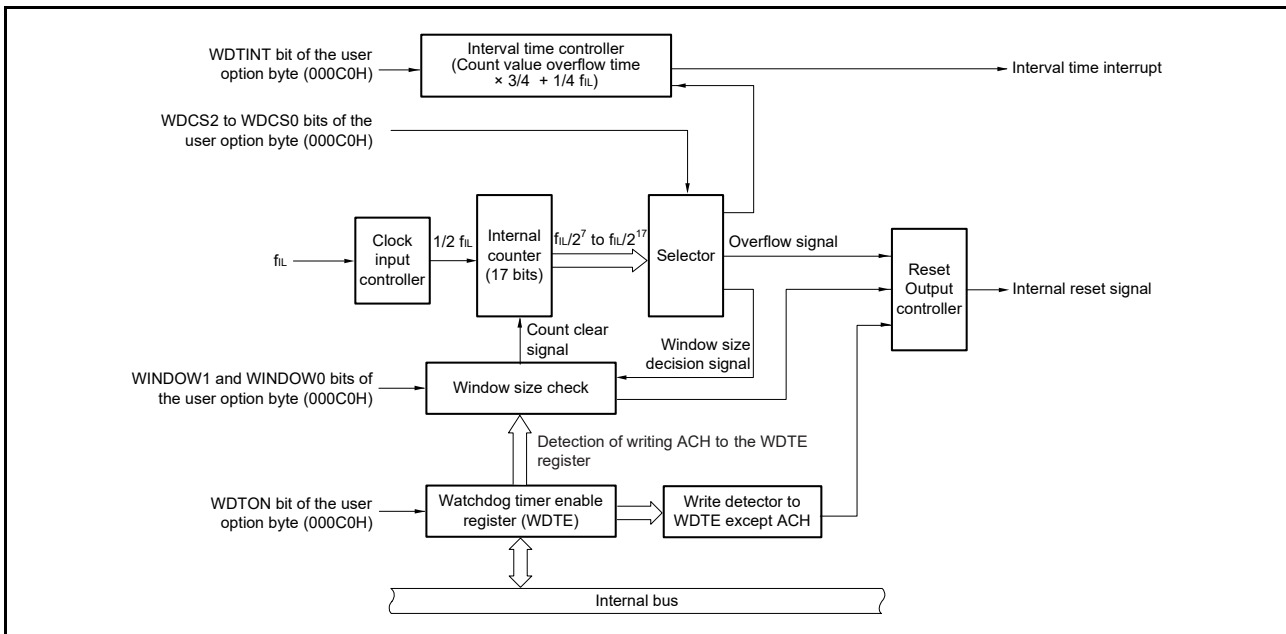 WDTINT bit of the user
option byte (000C0H)
Interval time controller
(Count value overflow time
× 3/4 + 1/4 fIL)
Interval time interrupt
WDCS2 to WDCS0 bits of the
user option byte (000C0H)
fIL
Clock
input
controller
1/2 fIL
Internal
counter
(17 bits)
fIL/2^7 to fIL/2^17
Selector
Overflow signal
Reset
Output
controller
Internal reset signal
Count clear
signal
Window size
decision signal
WINDOW1 and WINDOW0 bits of
the user option byte (000C0H)
Window size check
Detection of writing ACH to the WDTE
register
WDTON bit of the user
option byte (000C0H)
Watchdog timer enable
register (WDTE)
Write detector to
WDTE except ACH
Internal bus